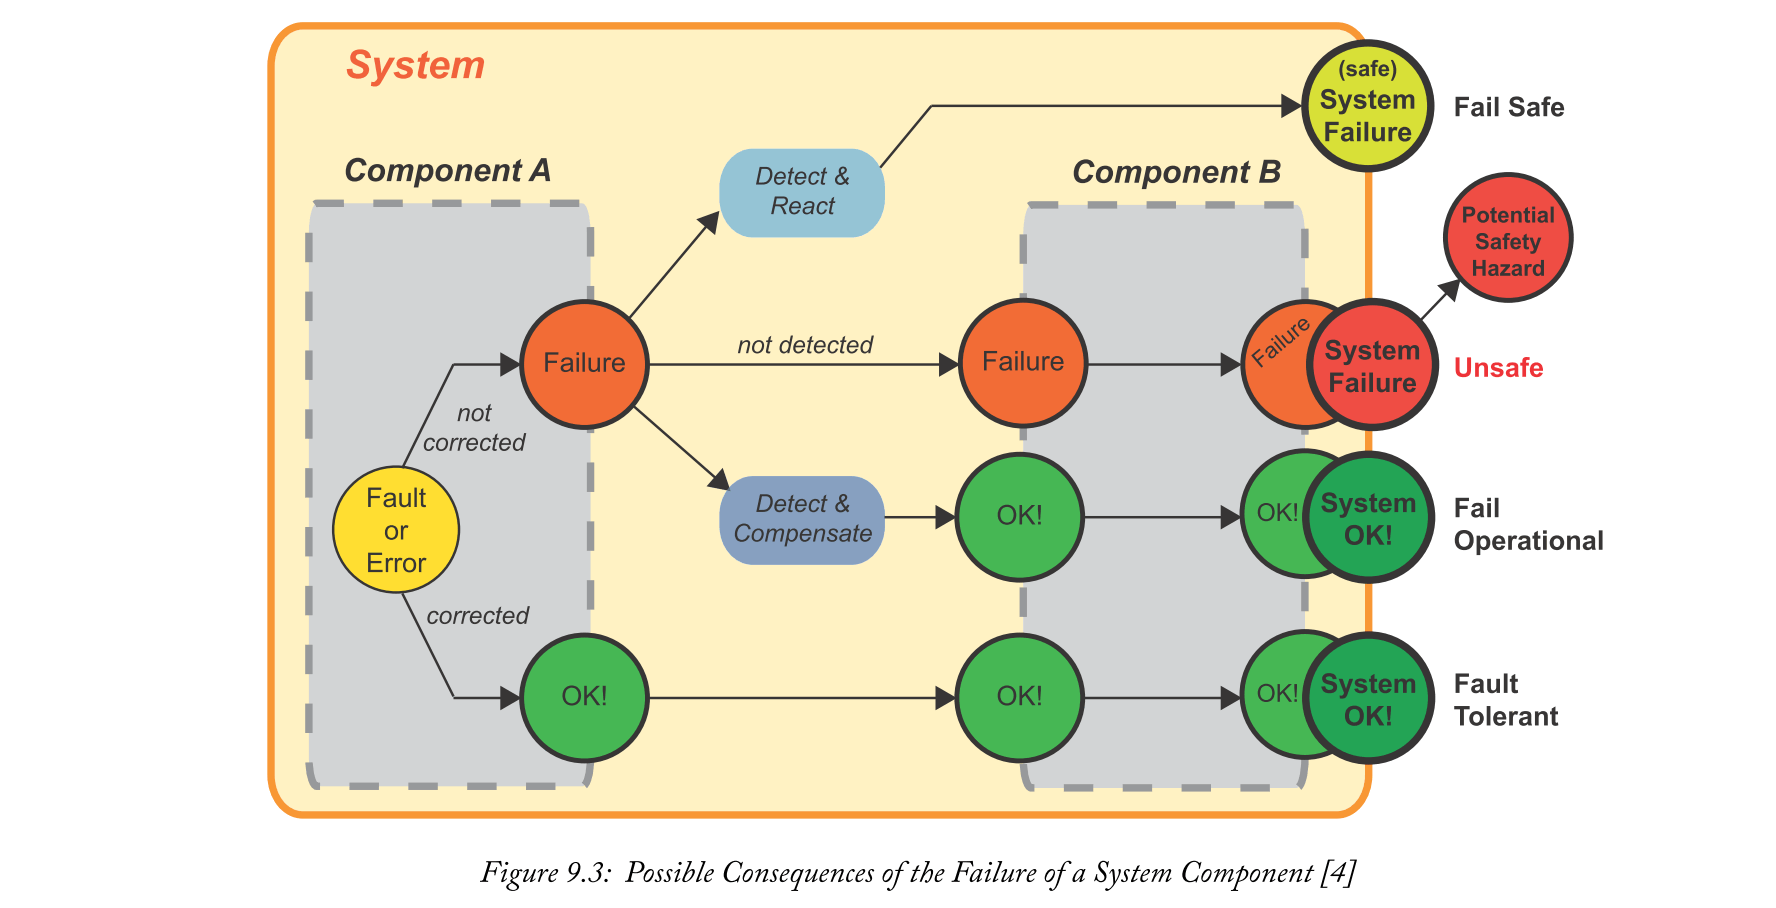 System
(safe)
System
Failure
Fail Safe
Component A
Detect &
React
Component B
Potential
Safety
Hazard
Failure
not detected
Failure
Failure
System
Failure
Unsafe
not
corrected
Fault
or
Error
Detect &
Compensate
OK!
OK!
System
OK!
Fail
Operational
corrected
OK!
OK!
OK!
System
OK!
Fault
Tolerant
Figure 9.3: Possible Consequences of the Failure of a System Component [4]